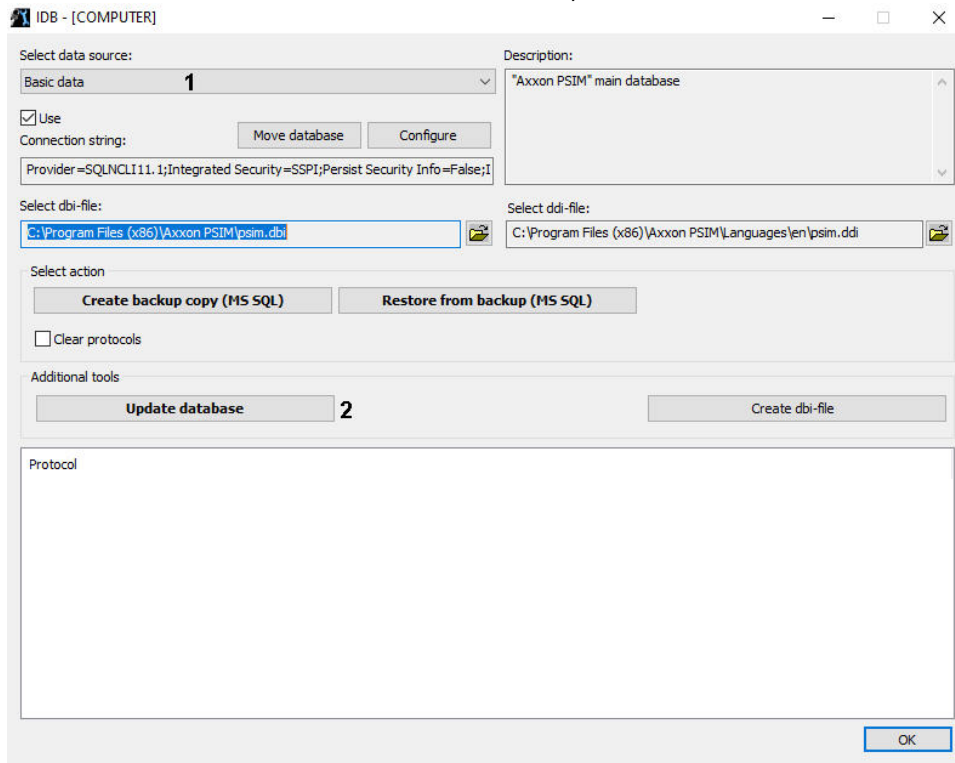 IDB - [COMPUTER]
Select data source:
Description:
Basic data 1
"Axxon PSIM" main database
Use
Connection string:
Move database
Configure
Provider=SQLNCLI11.1;Integrated Security=SSPI;Persist Security Info=False;I
Select dbi-file:
Select ddi-file:
C:\Program Files (x86)\Axxon PSIM\psim.dbi
C:\Program Files (x86)\Axxon PSIM\Languages\en\psim.ddi
Select action
Create backup copy (MS SQL)
Restore from backup (MS SQL)
Clear protocols
Additional tools
Update database 2
Create dbi-file
Protocol
OK